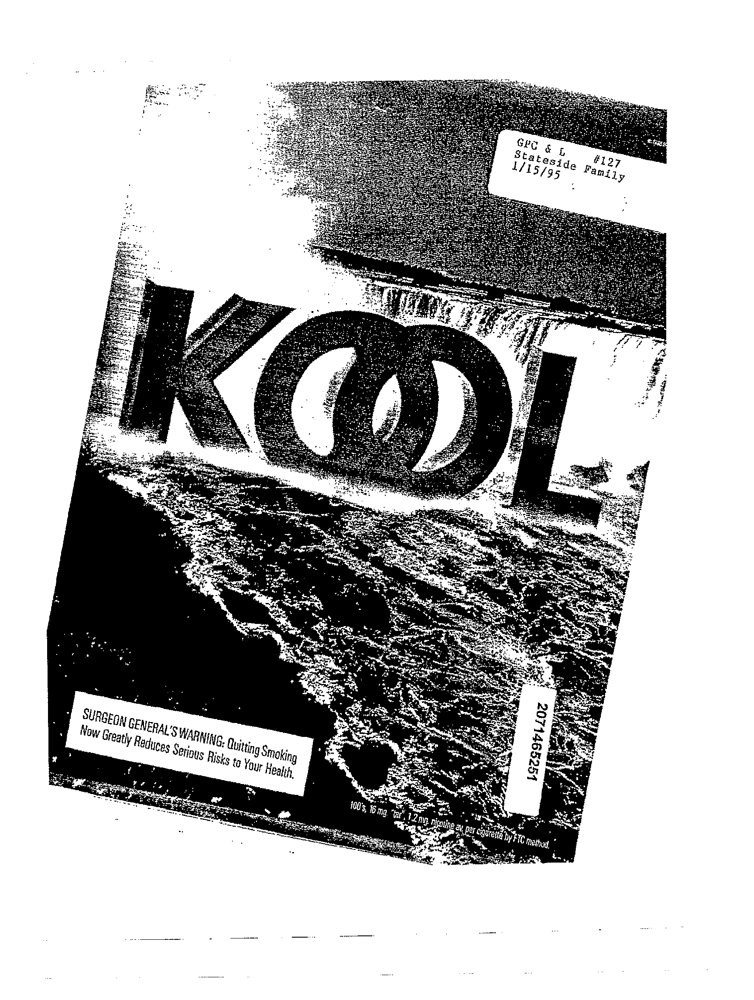 GPC & L #127
Stateside Family
1/15/95
KOOL
SURGEON GENERAL'S WARNING: Quitting Smoking
Now Greatly Reduces Serious Risks to Your Health.
2071465251
100's, 16 mg. "tar", 1.2 mg. nicotine av. per cigarette by FTC method.